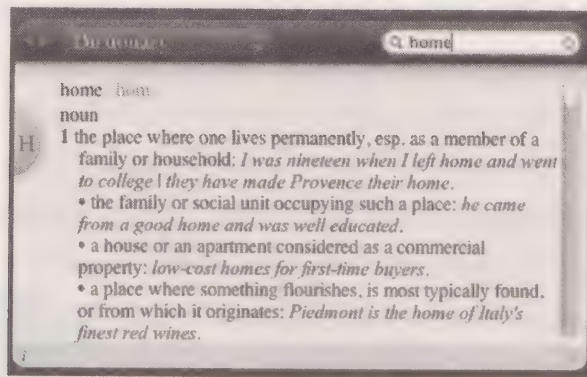 Dictionary
home
home hom
noun
H
1 the place where one lives permanently, esp. as a member of a
family or household: I was nineteen when I left home and went
to college | they have made Provence their home.
• the family or social unit occupying such a place: he came
from a good home and was well educated.
• a house or an apartment considered as a commercial
property: low-cost homes for first-time buyers.
• a place where something flourishes, is most typically found,
or from which it originates: Piedmont is the home of Italy's
finest red wines.
i